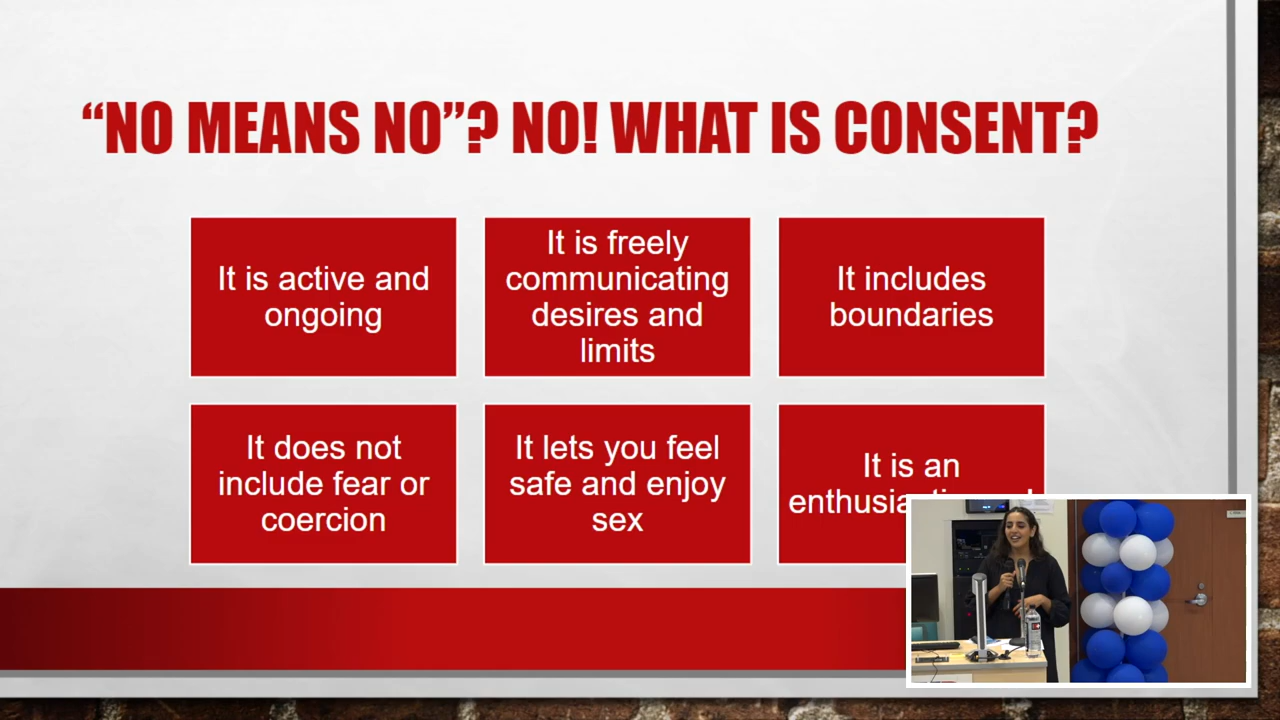 “NO MEANS NO”? NO! WHAT IS CONSENT?
It is active and
ongoing
It is freely
communicating
desires and
limits
It includes
boundaries
It does not
include fear or
coercion
It lets you feel
safe and enjoy
sex
It is an